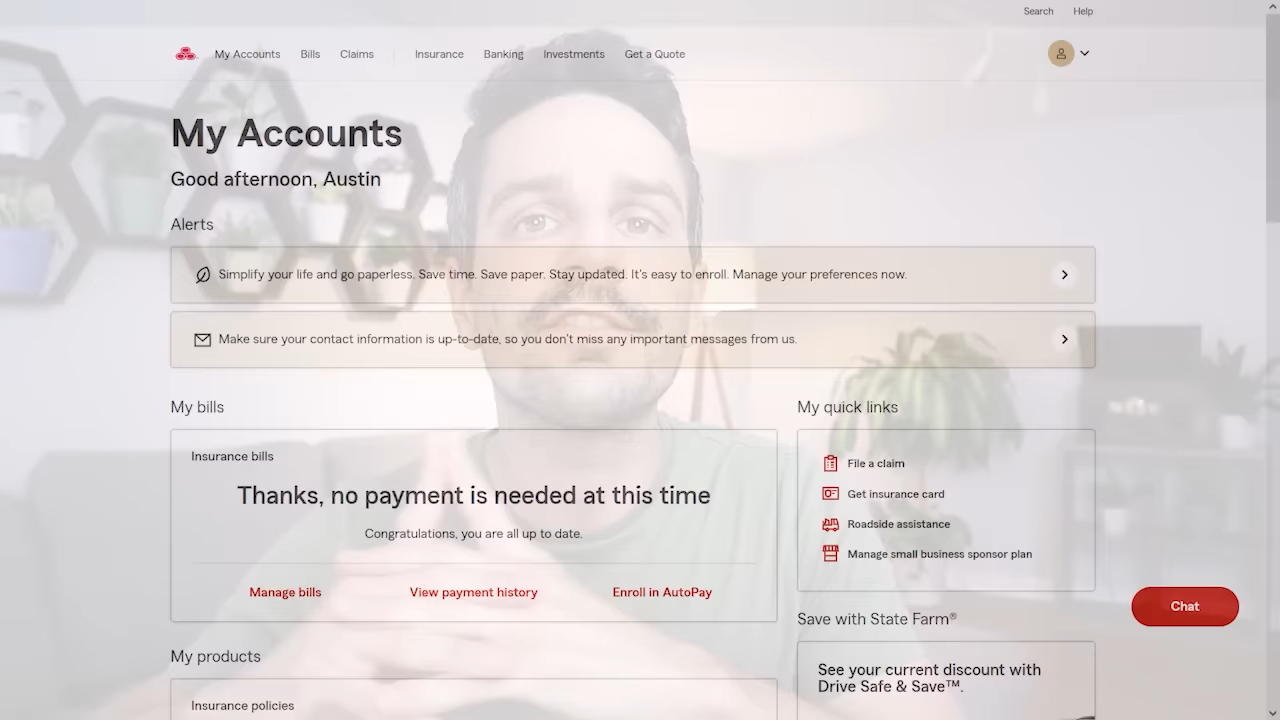 Search Help
My Accounts Bills Claims Insurance Banking Investments Get a Quote
My Accounts
Good afternoon, Austin
Alerts
Simplify your life and go paperless. Save time. Save paper. Stay updated. It's easy to enroll. Manage your preferences now.
Make sure your contact information is up-to-date, so you don't miss any important messages from us.
My bills
Insurance bills
Thanks, no payment is needed at this time
Congratulations, you are all up to date.
Manage bills View payment history Enroll in AutoPay
My products
Insurance policies
My quick links
File a claim
Get insurance card
Roadside assistance
Manage small business sponsor plan
Save with State Farm®
See your current discount with
Drive Safe & Save™.
Chat